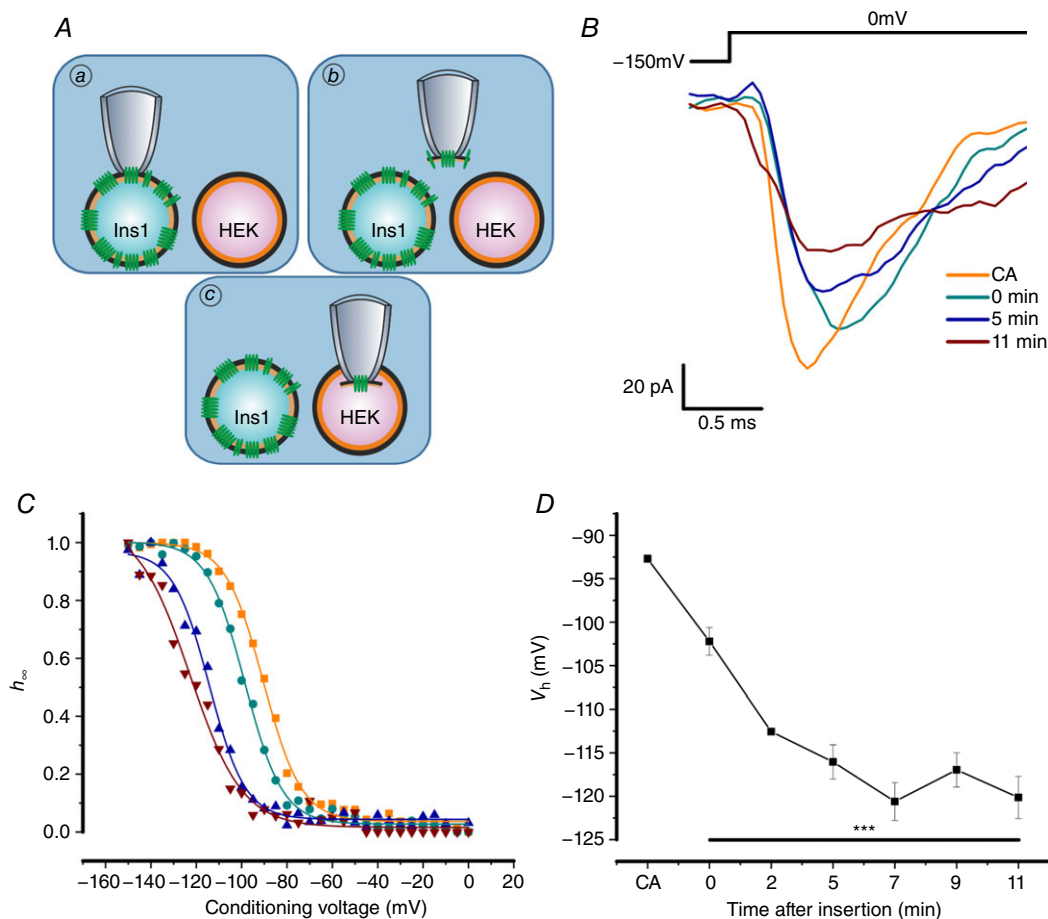 A
a
Ins1
HEK
b
Ins1
HEK
c
Ins1
HEK
B
0mV
−150mV
CA
0 min
5 min
11 min
20 pA
0.5 ms
C
1.0
0.8
0.6
0.4
0.2
0.0
h∞
−160 −140 −120 −100 −80 −60 −40 −20 0 20
Conditioning voltage (mV)
D
−90
−95
−100
−105
−110
−115
−120
−125
Vh (mV)
***
CA 0 2 5 7 9 11
Time after insertion (min)